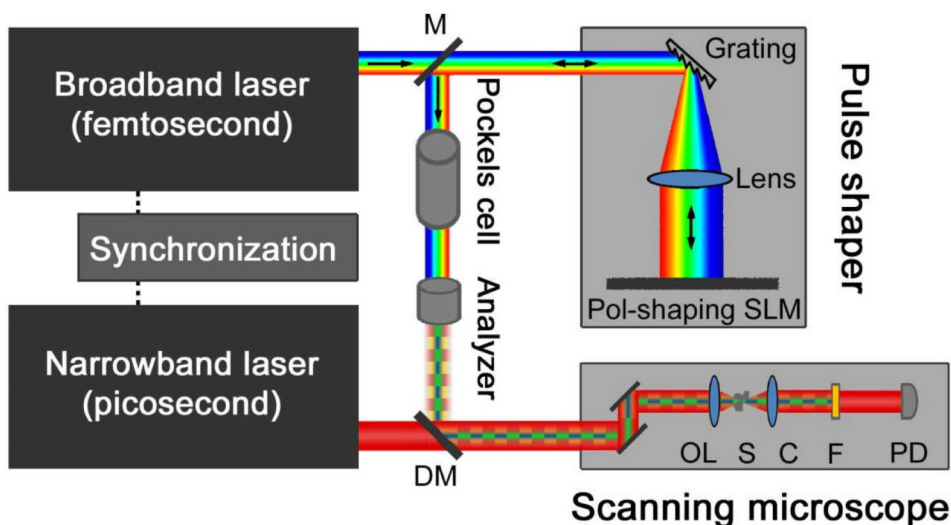 M
Broadband laser
(femtosecond)
Grating
Lens
Pol-shaping SLM
Pulse shaper
Pockels cell
Analyzer
Synchronization
Narrowband laser
(picosecond)
DM
OL S C F PD
Scanning microscope